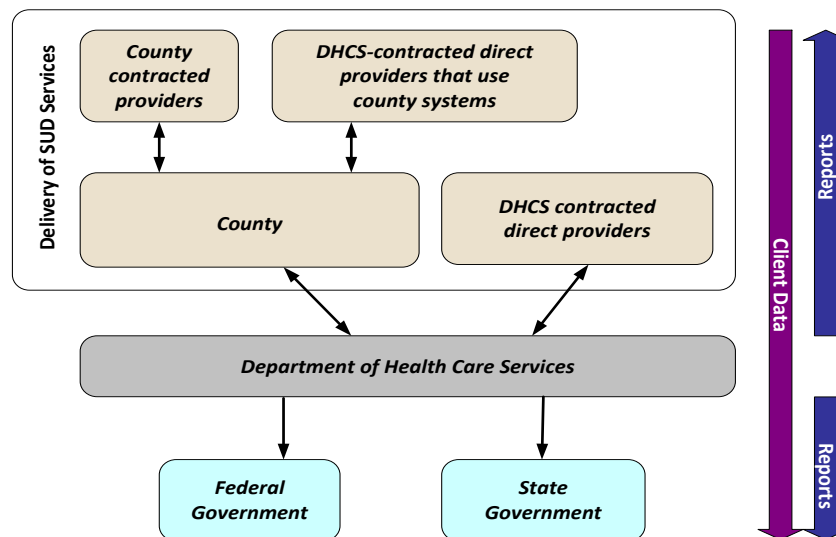 Delivery of SUD Services
County
contracted
providers
DHCS-contracted direct
providers that use
county systems
County
DHCS contracted
direct providers
Department of Health Care Services
Federal
Government
State
Government
Client Data
Reports
Reports